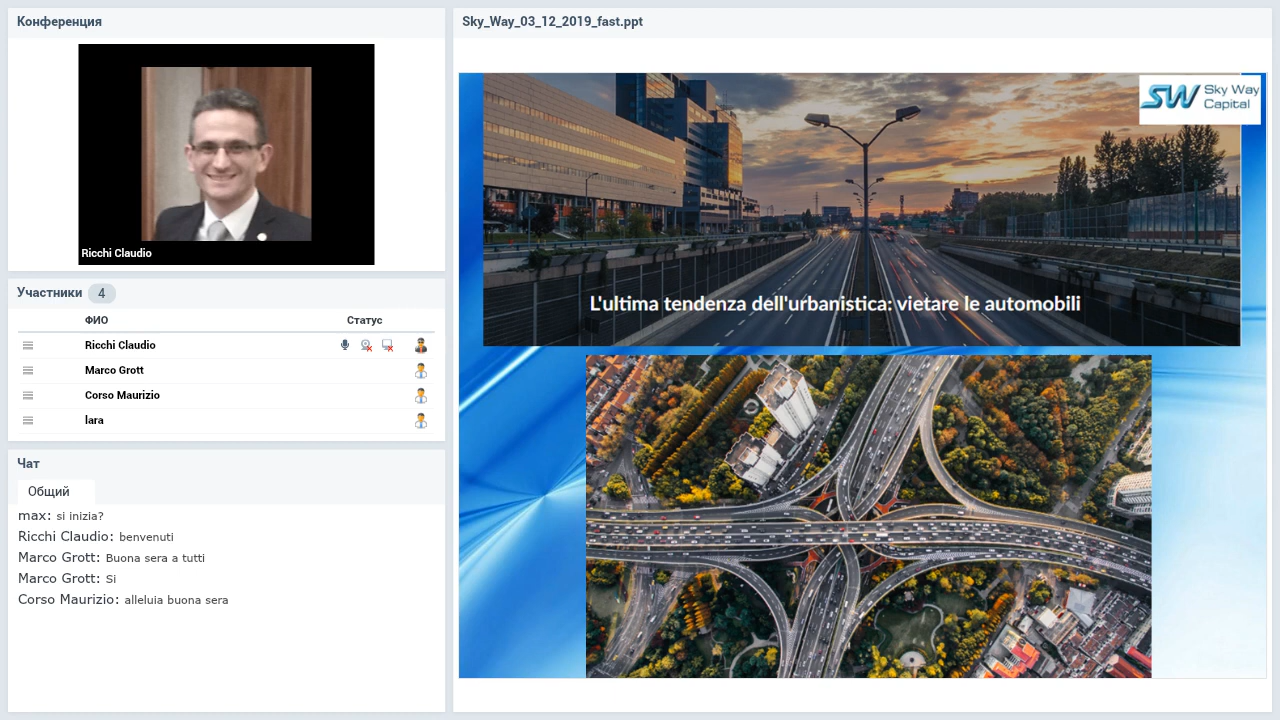 Конференция
Ricchi Claudio
Участники 4
ФИО Статус
Ricchi Claudio
Marco Grott
Corso Maurizio
lara
Чат
Общий
max: si inizia?
Ricchi Claudio: benvenuti
Marco Grott: Buona sera a tutti
Marco Grott: Si
Corso Maurizio: alleluia buona sera
Sky_Way_03_12_2019_fast.ppt
SW Sky Way
Capital
L'ultima tendenza dell'urbanistica: vietare le automobili